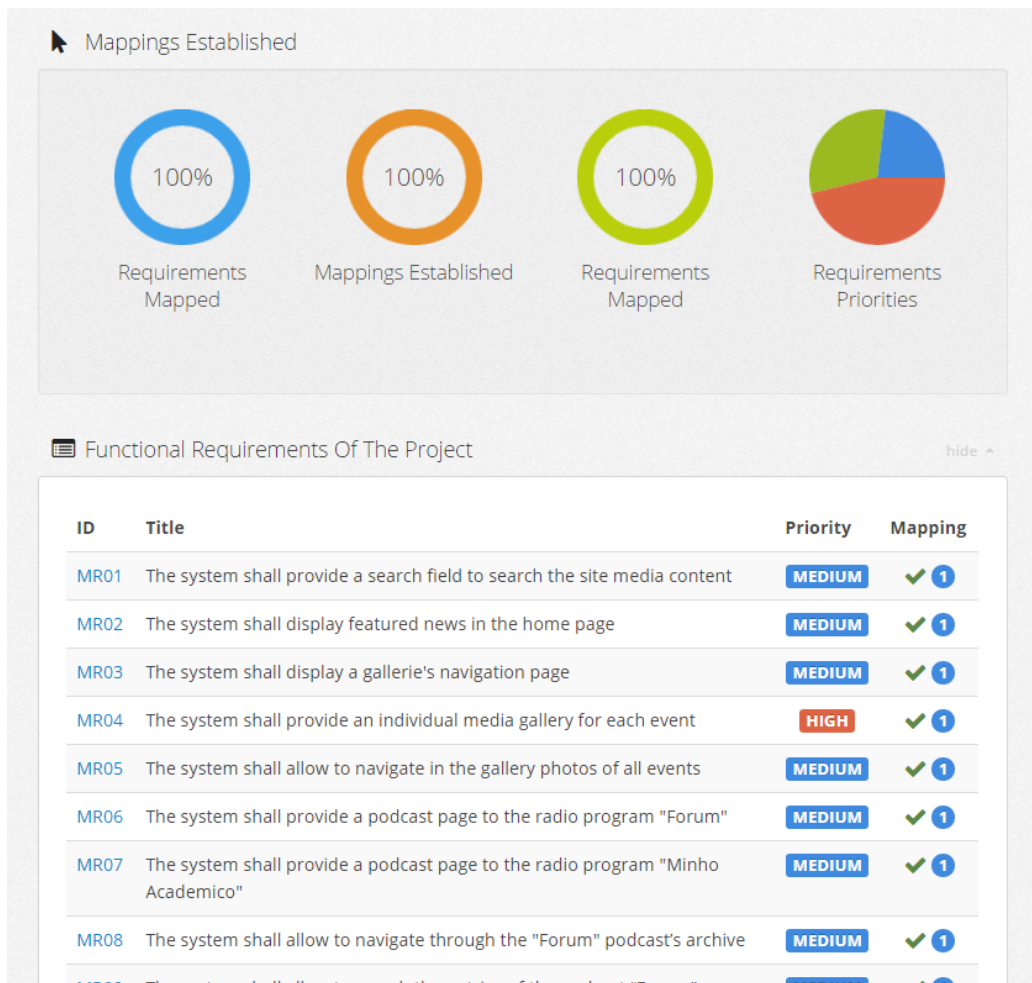 Mappings Established
100%
100%
100%
Requirements
Mapped
Mappings Established
Requirements
Mapped
Requirements
Priorities
Functional Requirements Of The Project
hide
ID Title Priority Mapping
MR01 The system shall provide a search field to search the site media content MEDIUM 1
MR02 The system shall display featured news in the home page MEDIUM 1
MR03 The system shall display a gallerie's navigation page MEDIUM 1
MR04 The system shall provide an individual media gallery for each event HIGH 1
MR05 The system shall allow to navigate in the gallery photos of all events MEDIUM 1
MR06 The system shall provide a podcast page to the radio program "Forum" MEDIUM 1
MR07 The system shall provide a podcast page to the radio program "Minho MEDIUM 1
Academico"
MR08 The system shall allow to navigate through the "Forum" podcast's archive MEDIUM 1